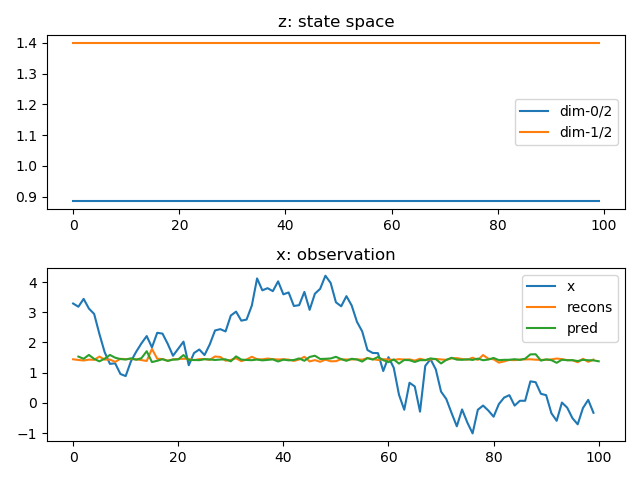 z: state space
1.4
1.3
1.2
1.1
1.0
0.9
dim-0/2
dim-1/2
0 20 40 60 80 100
x: observation
4
3
2
1
0
−1
x
recons
pred
0 20 40 60 80 100